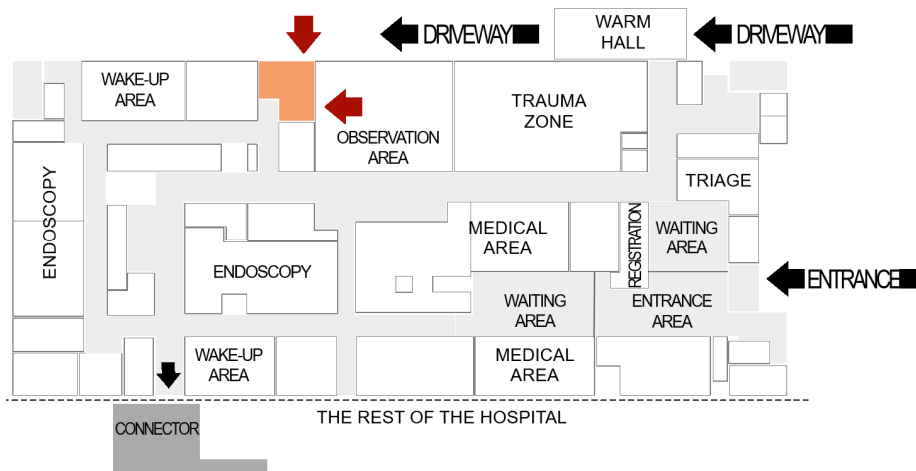 WARM
HALL
DRIVEWAY
DRIVEWAY
WAKE-UP
AREA
TRAUMA
ZONE
OBSERVATION
AREA
TRIAGE
ENDOSCOPY
MEDICAL
AREA
REGISTRATION
WAITING
AREA
ENDOSCOPY
ENTRANCE
WAITING
AREA
ENTRANCE
AREA
WAKE-UP
AREA
MEDICAL
AREA
THE REST OF THE HOSPITAL
CONNECTOR